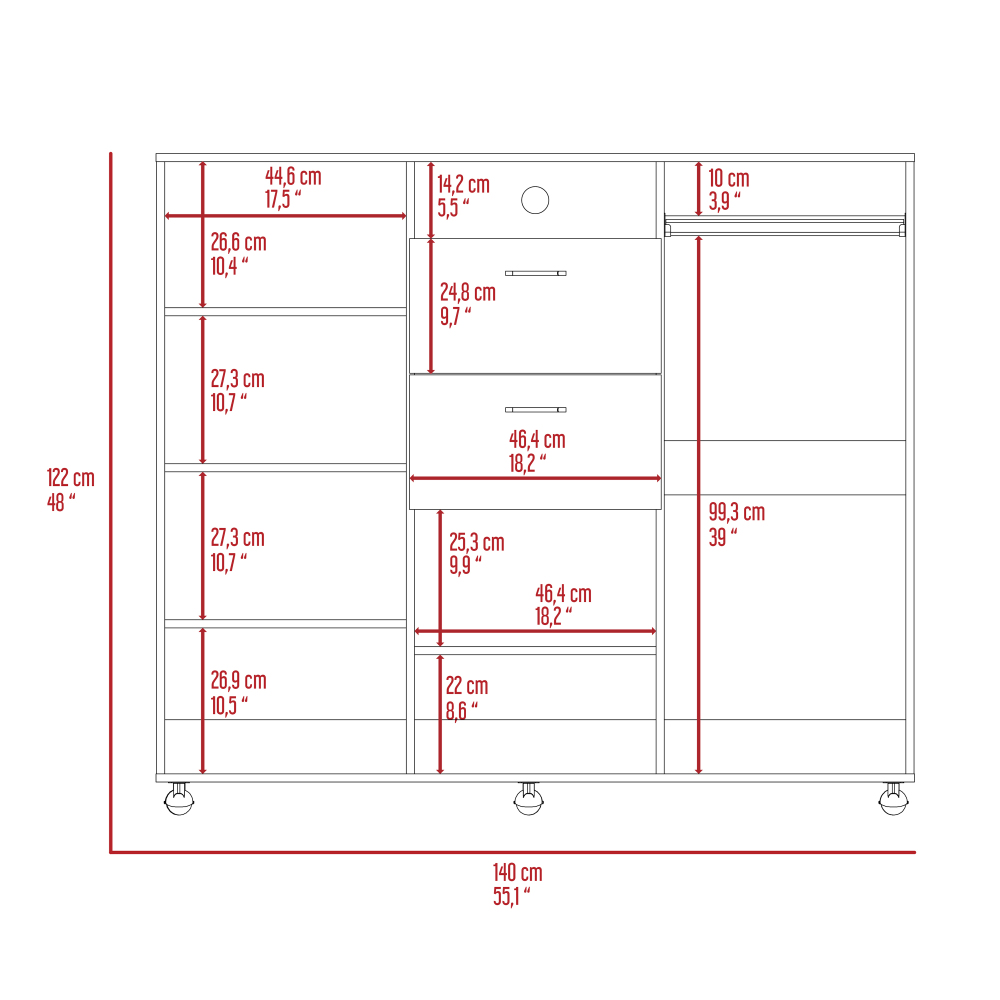 44,6 cm
17,5 “
26,6 cm
10,4 “
27,3 cm
10,7 “
27,3 cm
10,7 “
26,9 cm
10,5 “
14,2 cm
5,5 “
24,8 cm
9,7 “
46,4 cm
18,2 “
25,3 cm
9,9 “
46,4 cm
18,2 “
22 cm
8,6 “
10 cm
3,9 “
99,3 cm
39 “
122 cm
48 “
140 cm
55,1 “